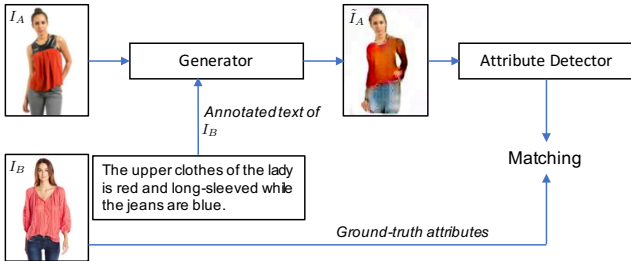 I_A
Generator
Ĩ_A
Attribute Detector
Annotated text of
I_B
I_B
The upper clothes of the lady
is red and long-sleeved while
the jeans are blue.
Matching
Ground-truth attributes